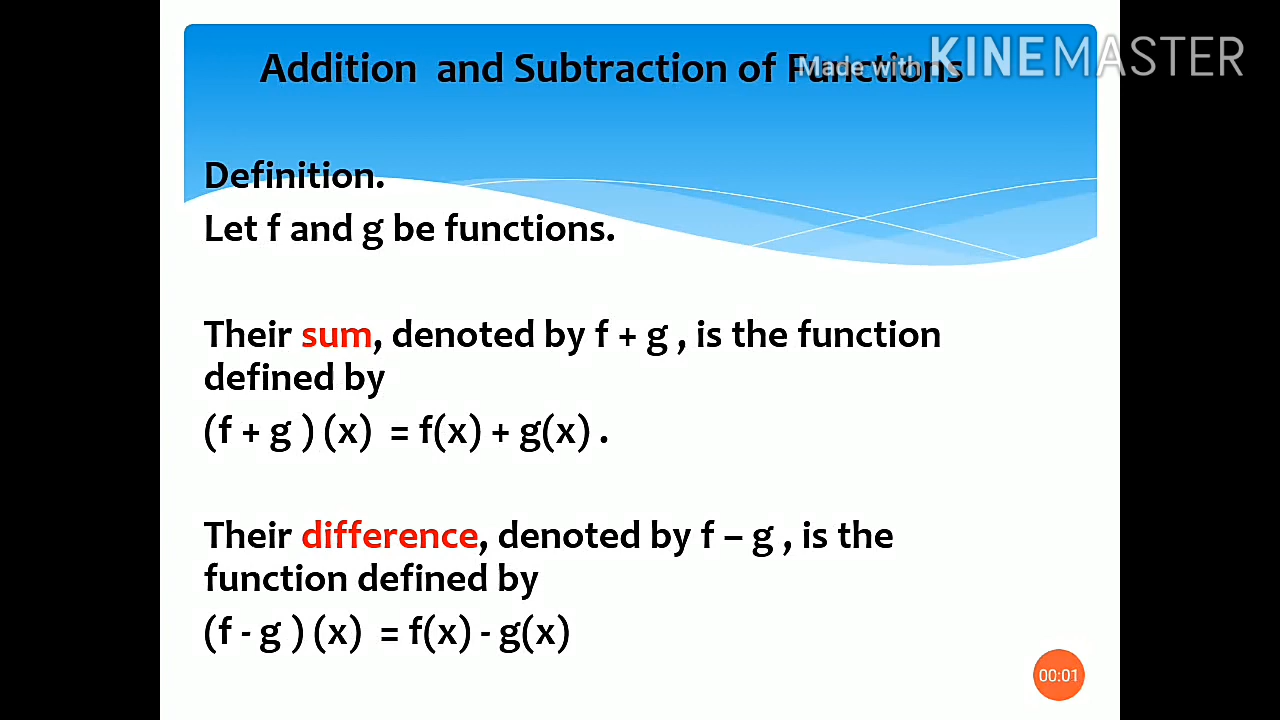 Addition and Subtraction of Functions
Made with KINEMASTER
Definition.
Let f and g be functions.
Their sum, denoted by f + g , is the function
defined by
(f + g ) (x) = f(x) + g(x) .
Their difference, denoted by f – g , is the
function defined by
(f - g ) (x) = f(x) - g(x)
00:01